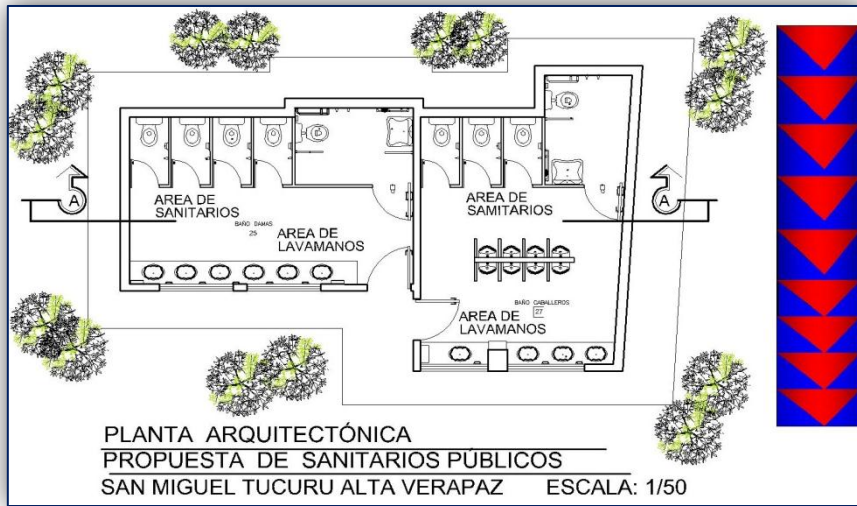 AREA DE
SANITARIOS
BAÑO DAMAS
25
AREA DE
LAVAMANOS
AREA DE
SAMITARIOS
A
A
BAÑO CABALLEROS
27
AREA DE
LAVAMANOS
PLANTA ARQUITECTÓNICA
PROPUESTA DE SANITARIOS PÚBLICOS
SAN MIGUEL TUCURU ALTA VERAPAZ ESCALA: 1/50